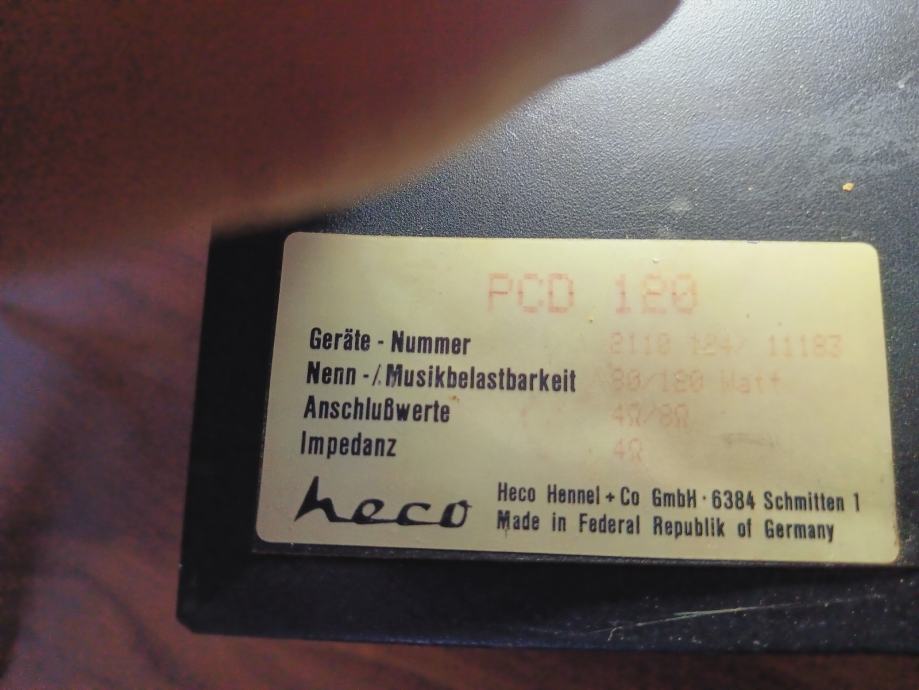 PCD 120
Geräte - Nummer 2110 124/ 11183
Nenn -/. Musikbelastbarkeit 80/120 Watt
Anschlußwerte 4Ω/8Ω
Impedanz 4Ω
heco
Heco Hennel + Co GmbH · 6384 Schmitten 1
Made in Federal Republik of Germany